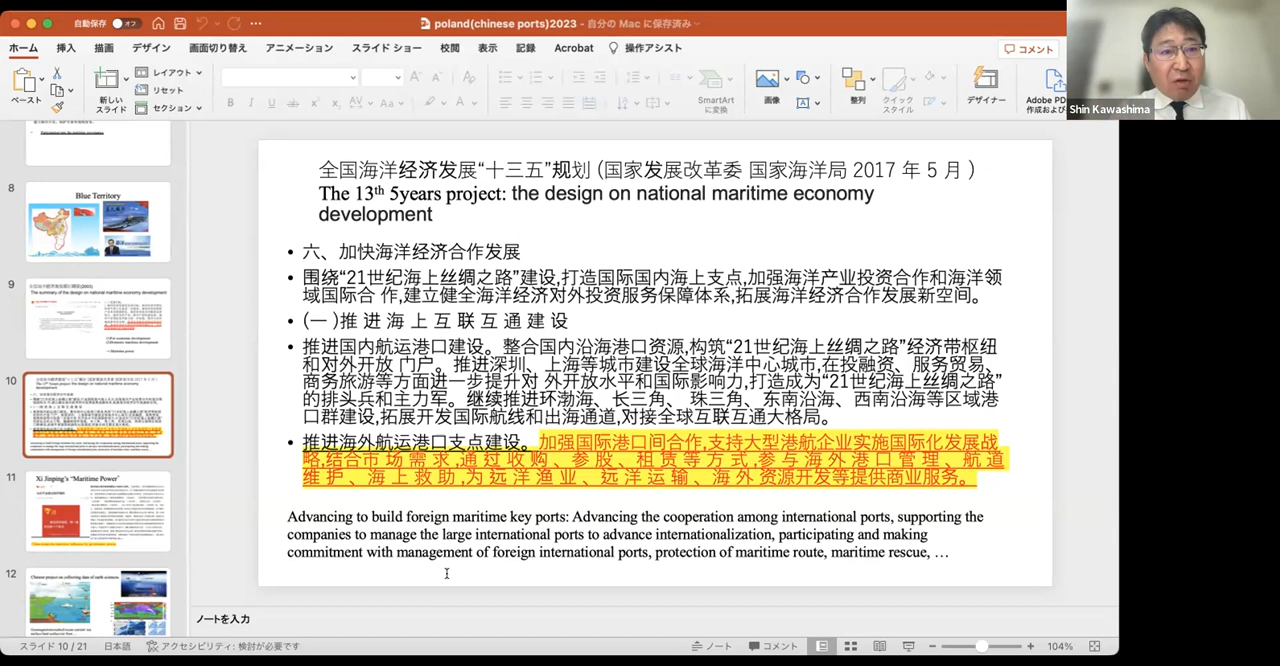 自動保存 オフ poland(chinese ports)2023 - 自分の Mac に保存済み
ホーム 挿入 描画 デザイン 画面切り替え アニメーション スライド ショー 校閲 表示 記録 Acrobat 操作アシスト コメント
ペースト 新しい スライド レイアウト リセット セクション SmartArt に変換 画像 整列 クイック スタイル デザイナー Adobe PD 作成および
Shin Kawashima
8
Blue Territory
9
The summary of the design on national maritime economy development
10
11
Xi Jinping's "Maritime Power"
12
Chinese project on collecting data of earth sciences
全国海洋经济发展“十三五”规划 (国家发展改革委 国家海洋局 2017 年 5 月 )
The 13th 5years project: the design on national maritime economy
development
• 六、加快海洋经济合作发展
• 围绕“21世纪海上丝绸之路”建设,打造国际国内海上支点,加强海洋产业投资合作和海洋领
域国际合 作,建立健全海洋经济对外投资服务保障体系,拓展海洋经济合作发展新空间。
• (一)推 进 海 上 互 联 互 通 建 设
• 推进国内航运港口建设。整合国内沿海港口资源,构筑“21世纪海上丝绸之路”经济带枢纽
和对外开放 门户。推进深圳、上海等城市建设全球海洋中心城市,在投融资、服务贸易、
商务旅游等方面进一步提升对 外开放水平和国际影响力,打造成为“21世纪海上丝绸之路”
的排头兵和主力军。继续推进环渤海、长三角、 珠三角、东南沿海、西南沿海等区域港
口群建设,拓展开发国际航线和出海通道,对接全球互联互通大格局。
• 推进海外航运港口支点建设。加强国际港口间合作,支持大型港航企业实施国际化发展战
略,结合市 场 需 求 ,通 过 收 购 、参 股 、租 赁 等 方 式 ,参 与 海 外 港 口 管 理 、航 道
维 护 、海 上 救 助 ,为 远 洋 渔 业 、远 洋 运 输 、海 外 资源开发等提供商业服务。
Advancing to build foreign maritime key ports. Advancing the cooperation among international ports, supporting the
companies to manage the large international ports to advance internationalization, participating and making
commitment with management of foreign international ports, protection of maritime route, maritime rescue, …
ノートを入力
スライド 10 / 21 日本語 アクセシビリティ: 検討が必要です ノート コメント 104%